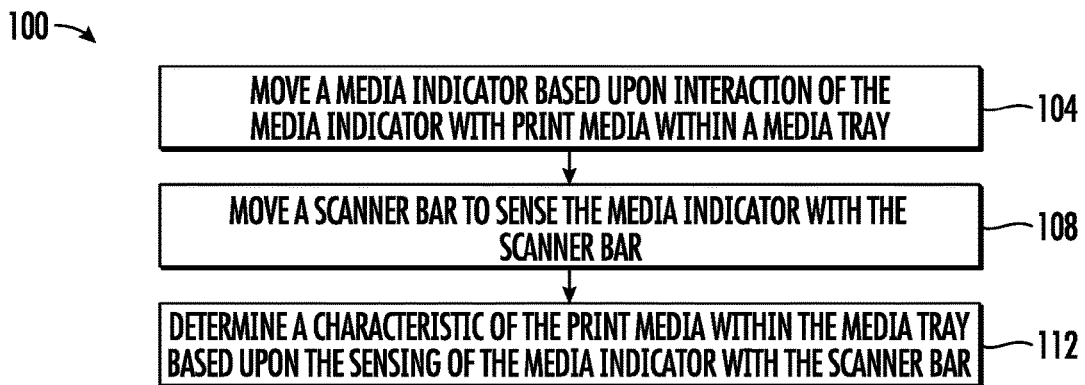 100
MOVE A MEDIA INDICATOR BASED UPON INTERACTION OF THE
MEDIA INDICATOR WITH PRINT MEDIA WITHIN A MEDIA TRAY
104
MOVE A SCANNER BAR TO SENSE THE MEDIA INDICATOR WITH THE
SCANNER BAR
108
DETERMINE A CHARACTERISTIC OF THE PRINT MEDIA WITHIN THE MEDIA TRAY
BASED UPON THE SENSING OF THE MEDIA INDICATOR WITH THE SCANNER BAR
112